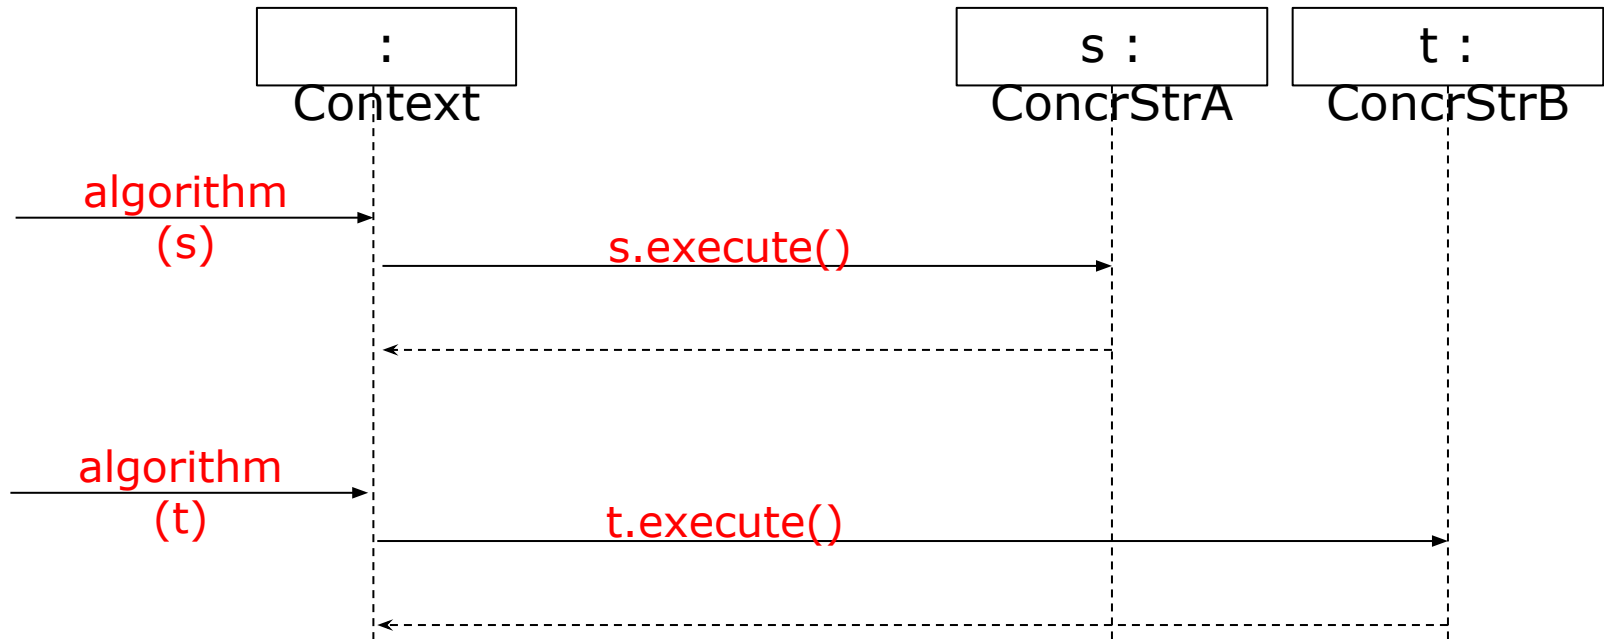 :
Context
s :
ConcrStrA
t :
ConcrStrB
algorithm
(s)
s.execute()
algorithm
(t)
t.execute()